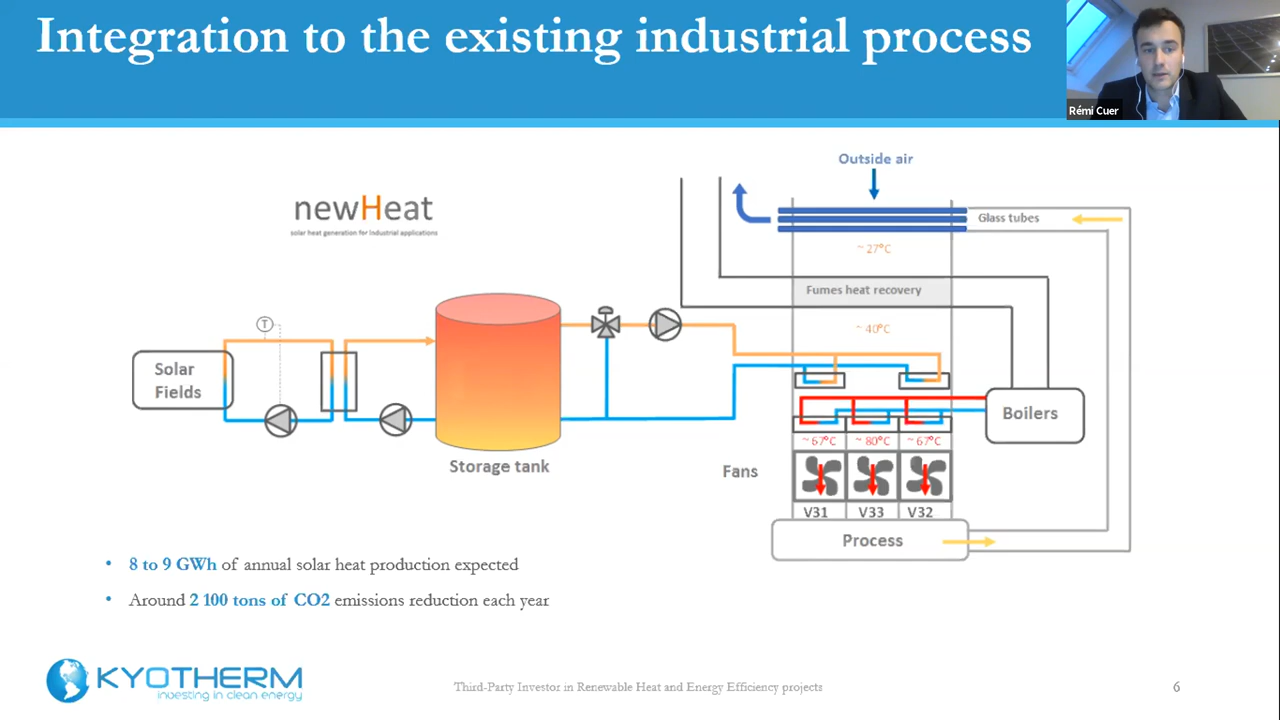 Integration to the existing industrial process
Rémi Cuer
Outside air
newHeat
solar heat generation for industrial applications
Glass tubes
~ 27°C
Fumes heat recovery
~ 40°C
T
Solar
Fields
Boilers
~ 67°C
~ 80°C
~ 67°C
Storage tank
Fans
V31
V33
V32
Process
• 8 to 9 GWh of annual solar heat production expected
• Around 2 100 tons of CO2 emissions reduction each year
KYOTHERM
investing in clean energy
Third-Party Investor in Renewable Heat and Energy Efficiency projects
6